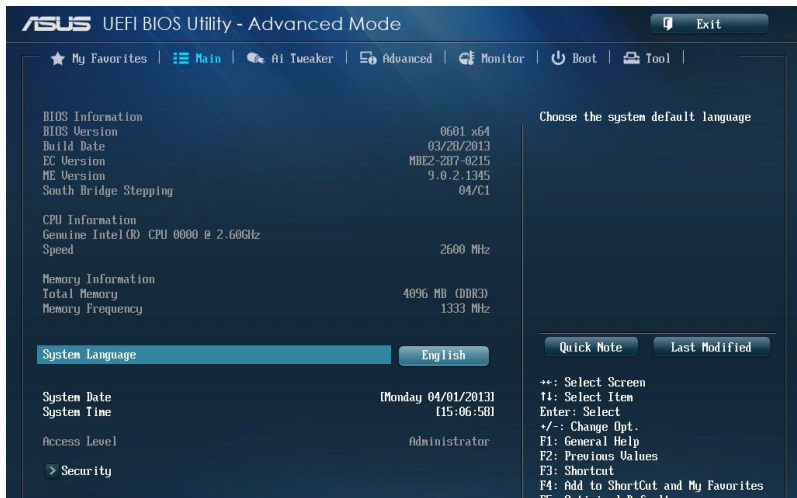 ASUS UEFI BIOS Utility - Advanced Mode
Exit
My Favorites
Main
Ai Tweaker
Advanced
Monitor
Boot
Tool
BIOS Information
BIOS Version 0601 x64
Build Date 03/28/2013
EC Version MBE2-Z87-0215
ME Version 9.0.2.1345
South Bridge Stepping 04/C1
CPU Information
Genuine Intel(R) CPU 0000 @ 2.60GHz
Speed 2600 MHz
Memory Information
Total Memory 4096 MB (DDR3)
Memory Frequency 1333 MHz
System Language English
System Date [Monday 04/01/2013]
System Time [15:06:58]
Access Level Administrator
> Security
Choose the system default language
Quick Note
Last Modified
→←: Select Screen
↑↓: Select Item
Enter: Select
+/-: Change Opt.
F1: General Help
F2: Previous Values
F3: Shortcut
F4: Add to ShortCut and My Favorites